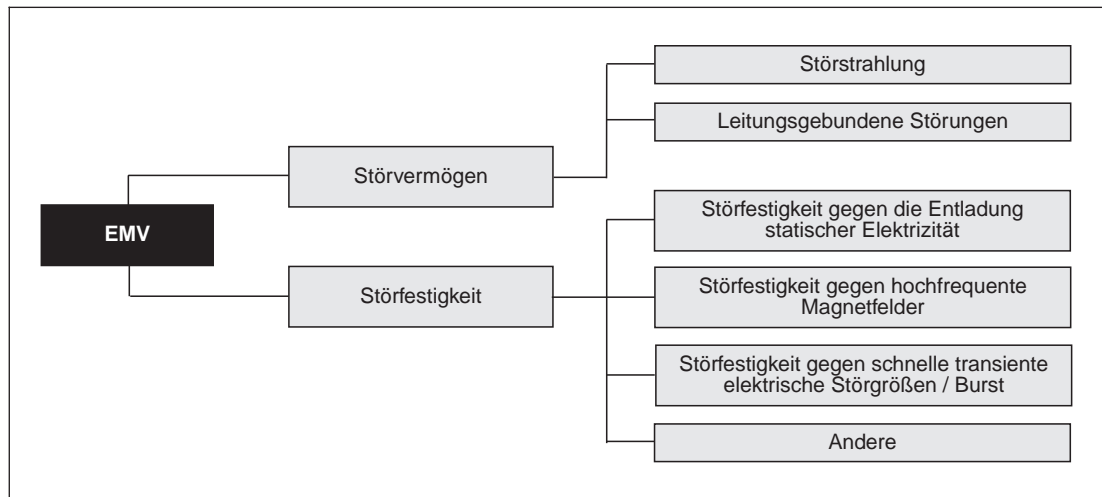 Störstrahlung
Leitungsgebundene Störungen
Störvermögen
EMV
Störfestigkeit gegen die Entladung
statischer Elektrizität
Störfestigkeit
Störfestigkeit gegen hochfrequente
Magnetfelder
Störfestigkeit gegen schnelle transiente
elektrische Störgrößen / Burst
Andere